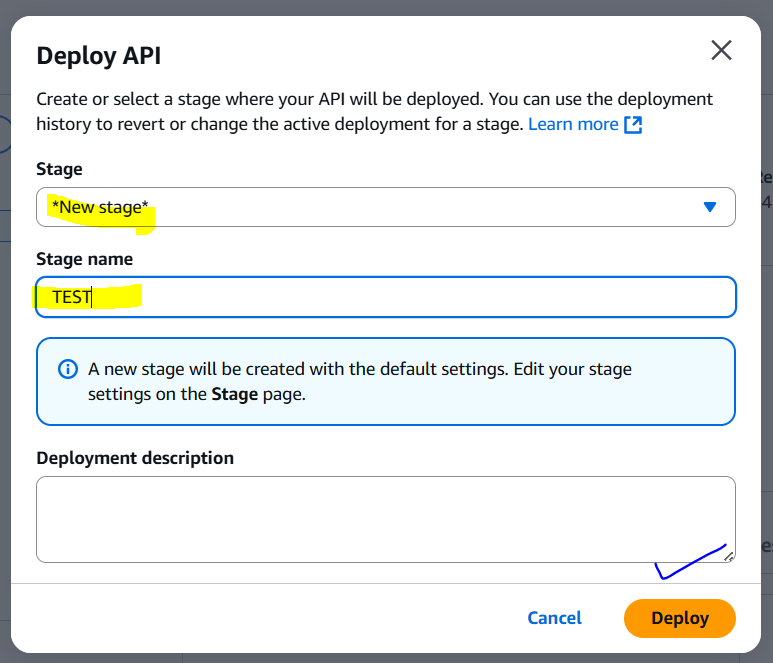 Deploy API
Create or select a stage where your API will be deployed. You can use the deployment
history to revert or change the active deployment for a stage. Learn more
Stage
*New stage*
Stage name
TEST
A new stage will be created with the default settings. Edit your stage
settings on the Stage page.
Deployment description
Cancel
Deploy